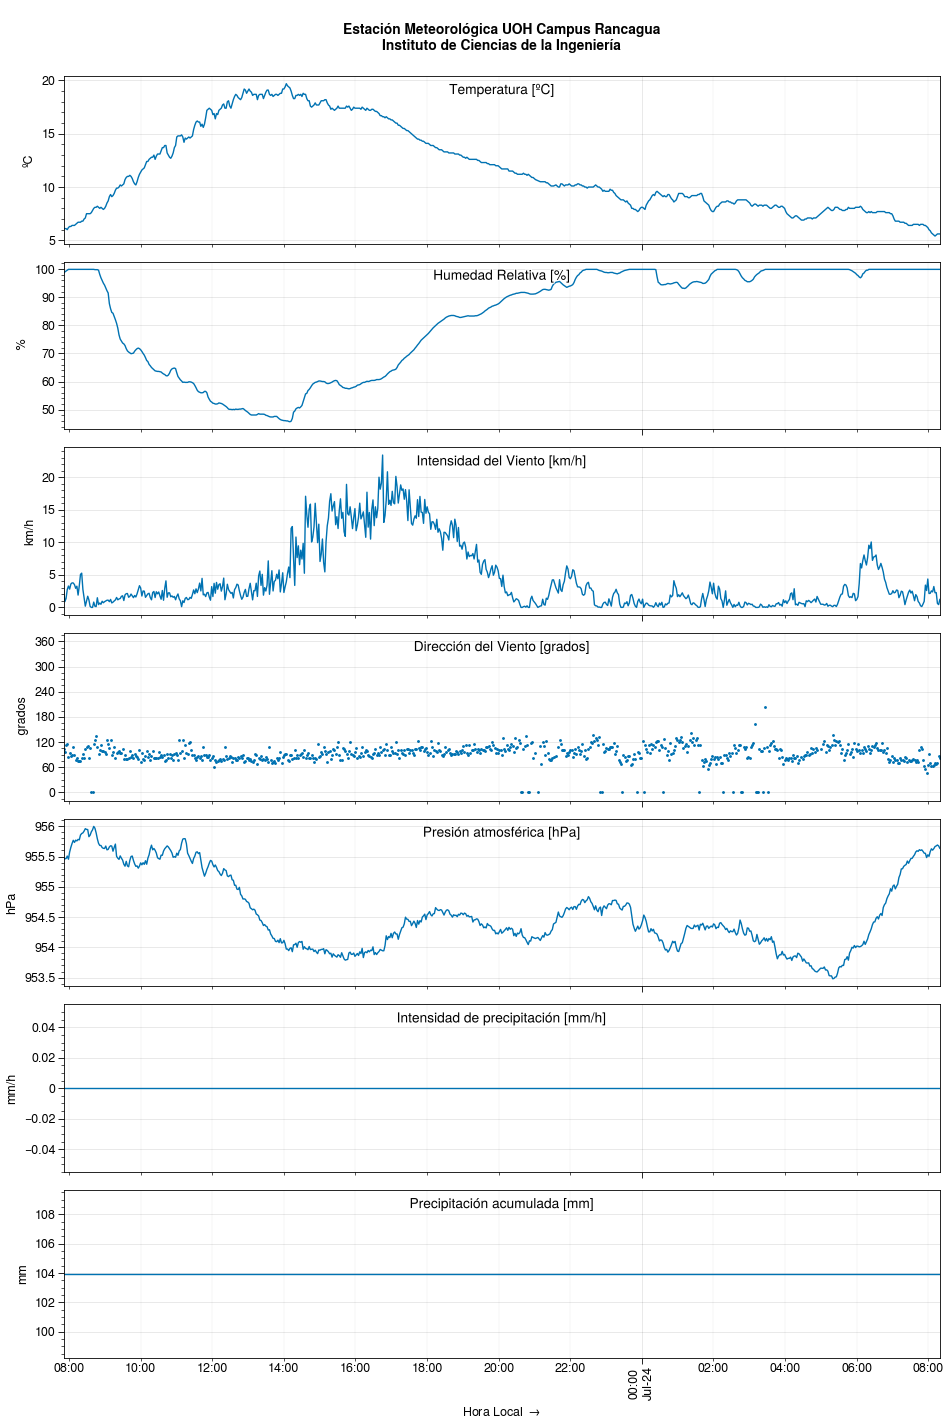 Estación Meteorológica UOH Campus Rancagua
Instituto de Ciencias de la Ingeniería
Temperatura [ºC]
20
15
10
5
ºC
Humedad Relativa [%]
100
90
80
70
60
50
%
Intensidad del Viento [km/h]
20
15
10
5
0
km/h
Dirección del Viento [grados]
360
300
240
180
120
60
0
grados
Presión atmosférica [hPa]
956
955.5
955
954.5
954
953.5
hPa
Intensidad de precipitación [mm/h]
0.04
0.02
0
−0.02
−0.04
mm/h
Precipitación acumulada [mm]
108
106
104
102
100
mm
08:00 10:00 12:00 14:00 16:00 18:00 20:00 22:00 00:00 02:00 04:00 06:00 08:00
Jul-24
Hora Local →